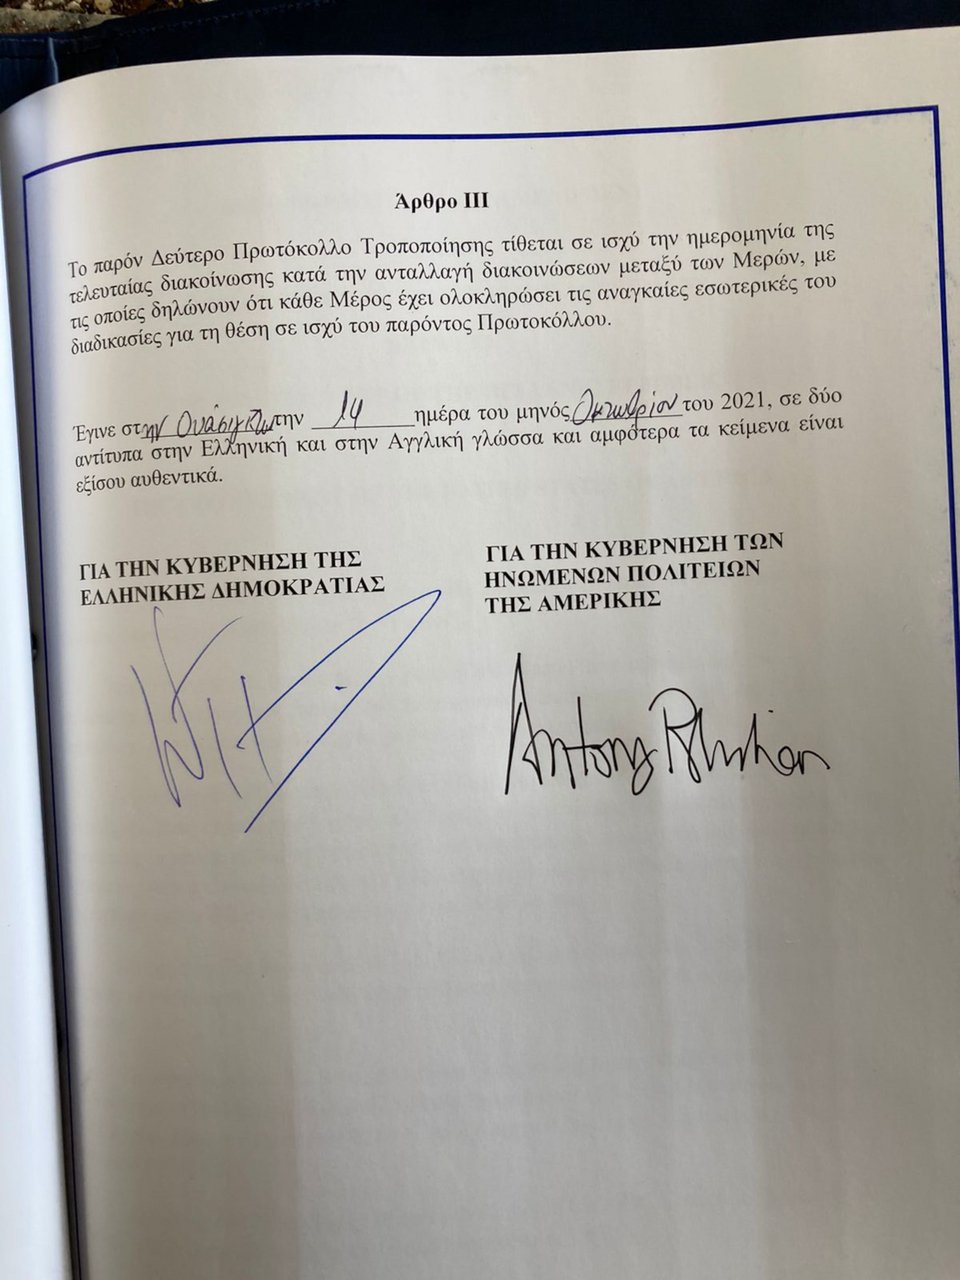 Άρθρο ΙΙΙ
Το παρόν Δεύτερο Πρωτόκολλο Τροποποίησης τίθεται σε ισχύ την ημερομηνία της
τελευταίας διακοίνωσης κατά την ανταλλαγή διακοινώσεων μεταξύ των Μερών, με
τις οποίες δηλώνουν ότι κάθε Μέρος έχει ολοκληρώσει τις αναγκαίες εσωτερικές του
διαδικασίες για τη θέση σε ισχύ του παρόντος Πρωτοκόλλου.
Έγινε στην Ουάσιγκτων την 14 ημέρα του μηνός Οκτωβρίου του 2021, σε δύο
αντίτυπα στην Ελληνική και στην Αγγλική γλώσσα και αμφότερα τα κείμενα είναι
εξίσου αυθεντικά.
ΓΙΑ ΤΗΝ ΚΥΒΕΡΝΗΣΗ ΤΗΣ
ΕΛΛΗΝΙΚΗΣ ΔΗΜΟΚΡΑΤΙΑΣ
ΓΙΑ ΤΗΝ ΚΥΒΕΡΝΗΣΗ ΤΩΝ
ΗΝΩΜΕΝΩΝ ΠΟΛΙΤΕΙΩΝ
ΤΗΣ ΑΜΕΡΙΚΗΣ
Antony Blinken